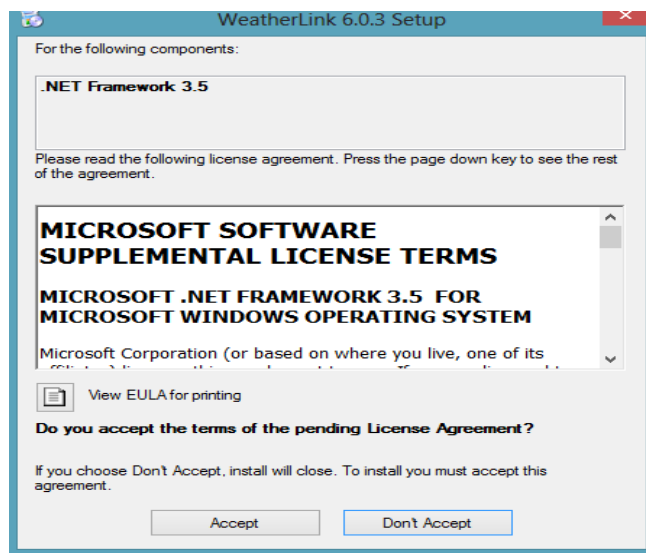 WeatherLink 6.0.3 Setup
For the following components:
.NET Framework 3.5
Please read the following license agreement. Press the page down key to see the rest
of the agreement.
MICROSOFT SOFTWARE
SUPPLEMENTAL LICENSE TERMS
MICROSOFT .NET FRAMEWORK 3.5 FOR
MICROSOFT WINDOWS OPERATING SYSTEM
Microsoft Corporation (or based on where you live, one of its
View EULA for printing
Do you accept the terms of the pending License Agreement?
If you choose Don't Accept, install will close. To install you must accept this
agreement.
Accept
Don't Accept